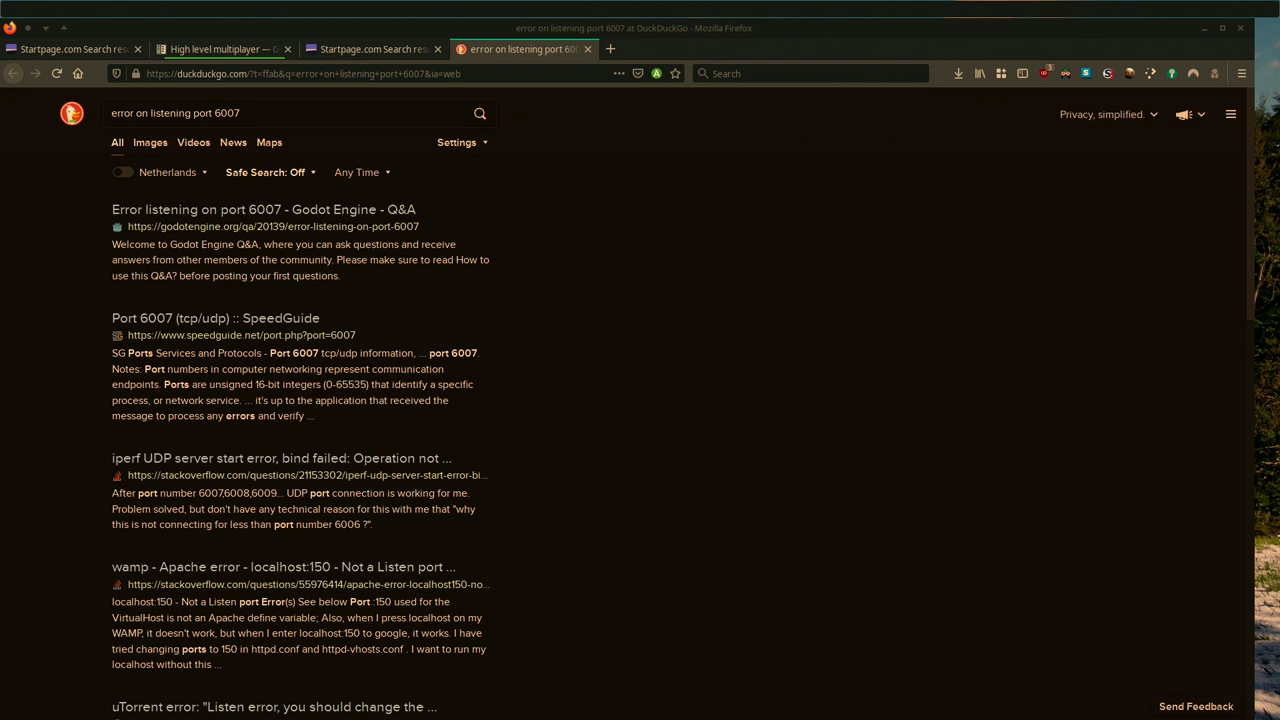 error on listening port 6007 at DuckDuckGo - Mozilla Firefox
Startpage.com Search res
High level multiplayer — G
Startpage.com Search res
error on listening port 600
https://duckduckgo.com/?t=ffab&q=error+on+listening+port+6007&ia=web
Search
3
error on listening port 6007
Privacy, simplified.
All Images Videos News Maps Settings
Netherlands Safe Search: Off Any Time
Error listening on port 6007 - Godot Engine - Q&A
https://godotengine.org/qa/20139/error-listening-on-port-6007
Welcome to Godot Engine Q&A, where you can ask questions and receive
answers from other members of the community. Please make sure to read How to
use this Q&A? before posting your first questions.
Port 6007 (tcp/udp) :: SpeedGuide
https://www.speedguide.net/port.php?port=6007
SG Ports Services and Protocols - Port 6007 tcp/udp information, ... port 6007.
Notes: Port numbers in computer networking represent communication
endpoints. Ports are unsigned 16-bit integers (0-65535) that identify a specific
process, or network service. ... it's up to the application that received the
message to process any errors and verify ...
iperf UDP server start error, bind failed: Operation not ...
https://stackoverflow.com/questions/21153302/iperf-udp-server-start-error-bi...
After port number 6007,6008,6009... UDP port connection is working for me.
Problem solved, but don't have any technical reason for this with me that "why
this is not connecting for less than port number 6006 ?".
wamp - Apache error - localhost:150 - Not a Listen port ...
https://stackoverflow.com/questions/55976414/apache-error-localhost150-no...
localhost:150 - Not a Listen port Error(s) See below Port :150 used for the
VirtualHost is not an Apache define variable; Also, when I press localhost on my
WAMP, it doesn't work, but when I enter localhost:150 to google, it works. I have
tried changing ports to 150 in httpd.conf and httpd-vhosts.conf . I want to run my
localhost without this ...
uTorrent error: "Listen error, you should change the ...
Send Feedback